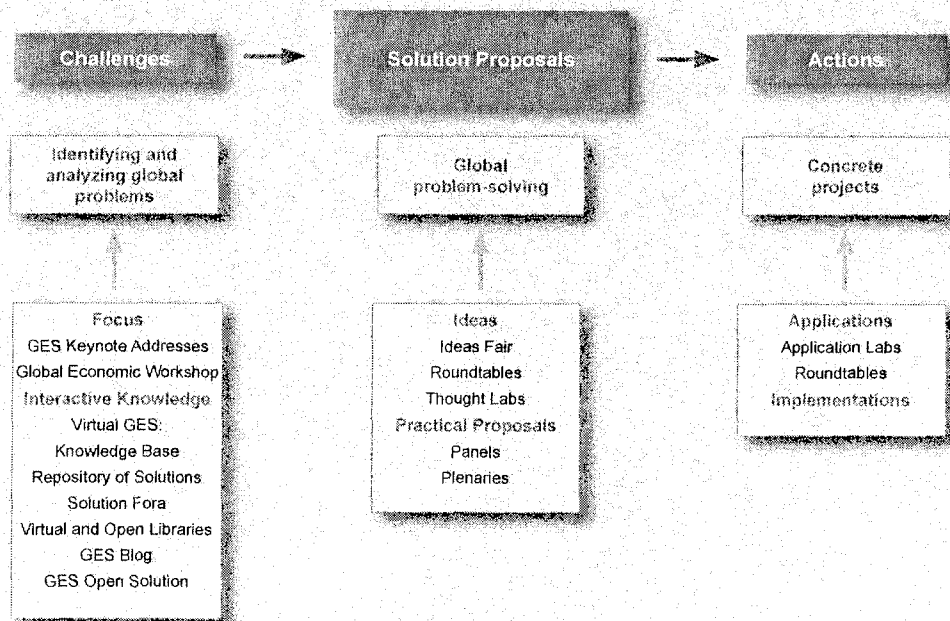 Challenges
Solution Proposals
Actions
Identifying and
analyzing global
problems
Global
problem-solving
Concrete
projects
Focus
GES Keynote Addresses
Global Economic Workshop
Interactive Knowledge
Virtual GES:
Knowledge Base
Repository of Solutions
Solution Fora
Virtual and Open Libraries
GES Blog
GES Open Solution
Ideas
Ideas Fair
Roundtables
Thought Labs
Practical Proposals
Panels
Plenaries
Applications
Application Labs
Roundtables
Implementations